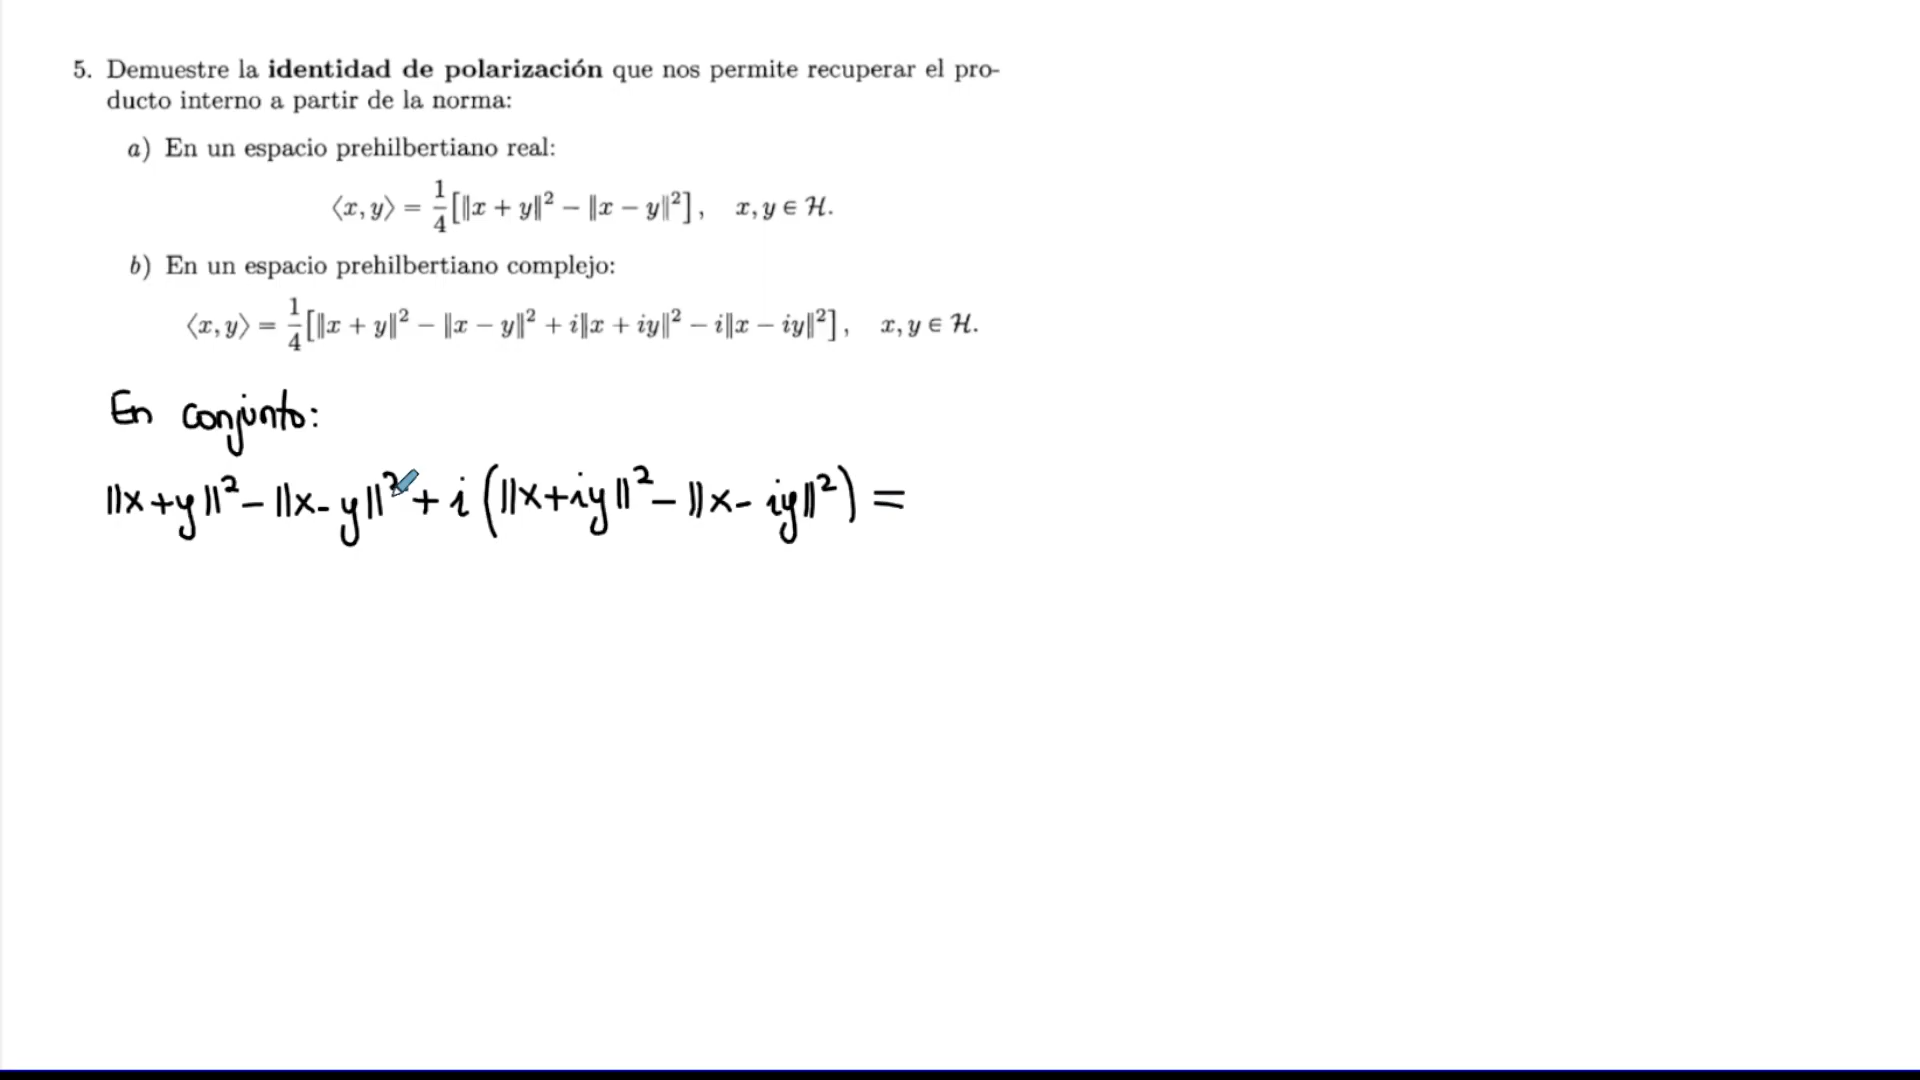 5. Demuestre la identidad de polarización que nos permite recuperar el pro-
ducto interno a partir de la norma:
a) En un espacio prehilbertiano real:
⟨x, y⟩ = 1/4 [‖x + y‖² − ‖x − y‖²], x, y ∈ ℋ.
b) En un espacio prehilbertiano complejo:
⟨x, y⟩ = 1/4 [‖x + y‖² − ‖x − y‖² + i‖x + iy‖² − i‖x − iy‖²], x, y ∈ ℋ.
En conjunto:
‖x+y‖² − ‖x-y‖² + i (‖x+iy‖² − ‖x-iy‖²) =